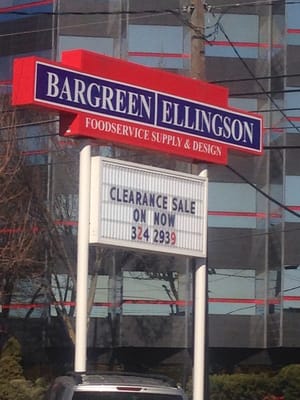 BARGREEN ELLINGSON
FOODSERVICE SUPPLY & DESIGN
CLEARANCE SALE
ON NOW
324 2939